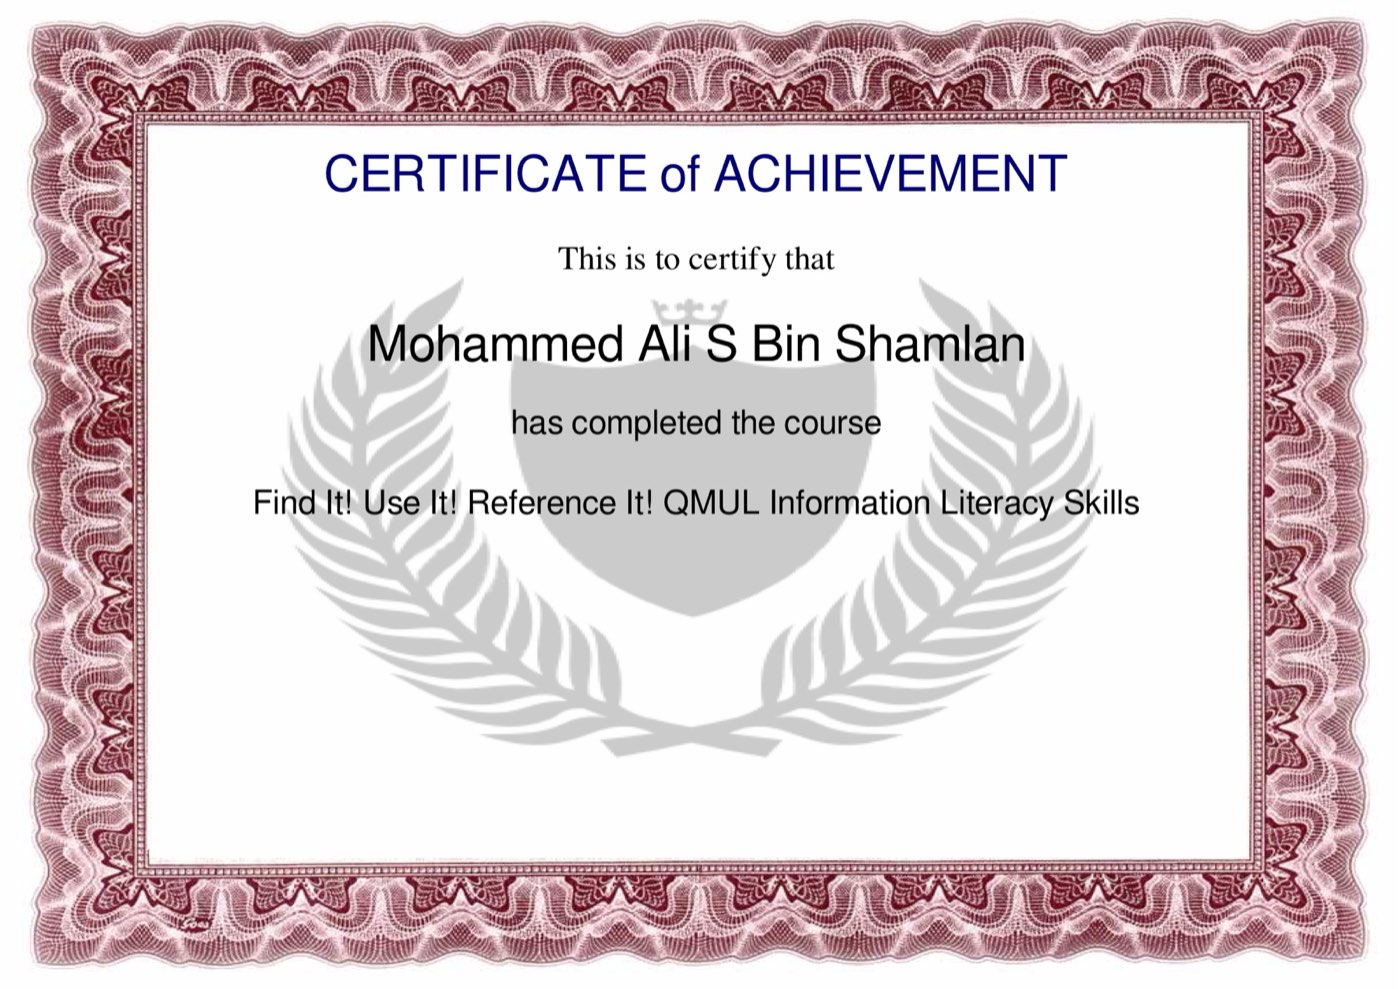 CERTIFICATE of ACHIEVEMENT
This is to certify that
Mohammed Ali S Bin Shamlan
has completed the course
Find It! Use It! Reference It! QMUL Information Literacy Skills